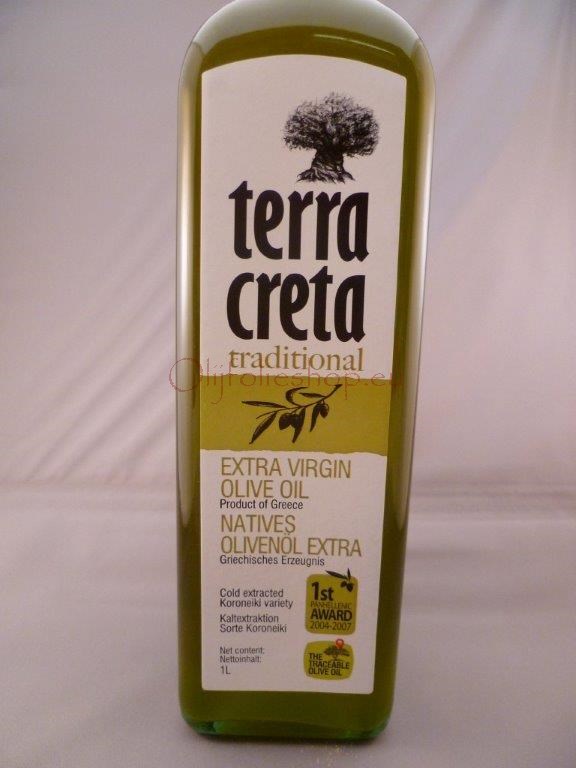 terra
creta
traditional
Olijfolieshop.eu
EXTRA VIRGIN
OLIVE OIL
Product of Greece
NATIVES
OLIVENÖL EXTRA
Griechisches Erzeugnis
Cold extracted
Koroneiki variety
Kaltextraktion
Sorte Koroneiki
Net content:
Nettoinhalt:
1L
1st
PANHELLENIC
AWARD
2004-2007
THE
TRACEABLE
OLIVE OIL